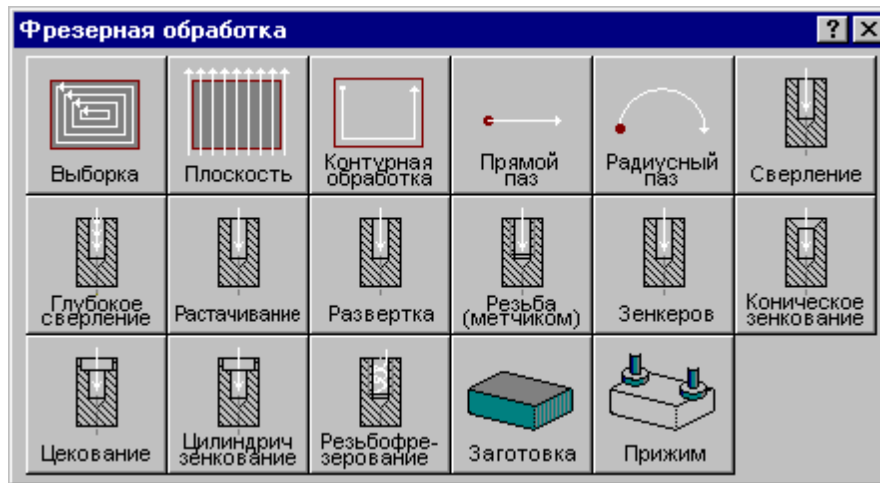 Фрезерная обработка
Выборка
Плоскость
Контурная
обработка
Прямой
паз
Радиусный
паз
Сверление
Глубокое
сверление
Растачивание
Развертка
Резьба
(метчиком)
Зенкеров
Коническое
зенкование
Цекование
Цилиндрич
зенкование
Резьбофре-
зерование
Заготовка
Прижим